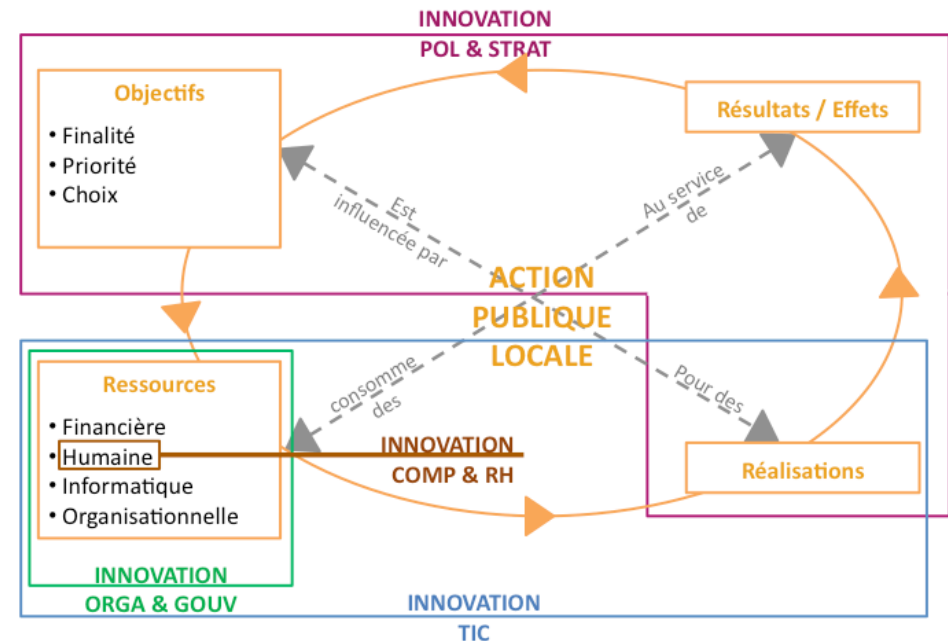 INNOVATION
POL & STRAT
Objectifs
• Finalité
• Priorité
• Choix
Résultats / Effets
Est
influencée par
Au service
de
ACTION
PUBLIQUE
LOCALE
consomme
des
Pour des
Ressources
• Financière
• Humaine
• Informatique
• Organisationnelle
INNOVATION
COMP & RH
Réalisations
INNOVATION
ORGA & GOUV
INNOVATION
TIC